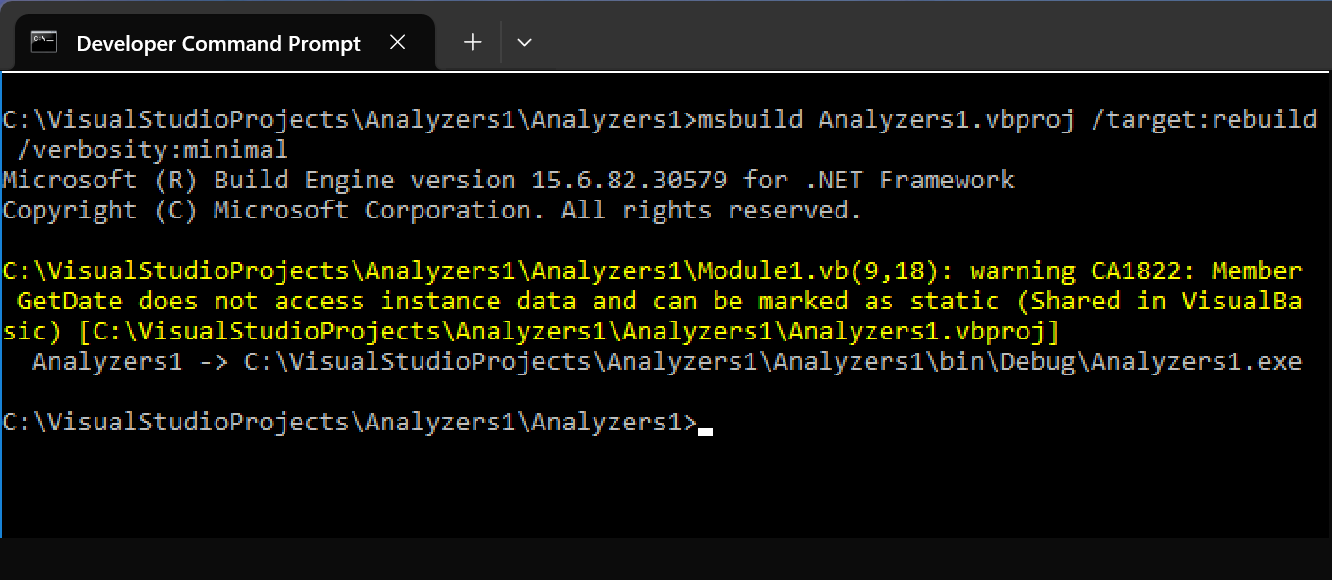 Developer Command Prompt
C:\VisualStudioProjects\Analyzers1\Analyzers1>msbuild Analyzers1.vbproj /target:rebuild
/verbosity:minimal
Microsoft (R) Build Engine version 15.6.82.30579 for .NET Framework
Copyright (C) Microsoft Corporation. All rights reserved.
C:\VisualStudioProjects\Analyzers1\Analyzers1\Module1.vb(9,18): warning CA1822: Member
GetDate does not access instance data and can be marked as static (Shared in VisualBa
sic) [C:\VisualStudioProjects\Analyzers1\Analyzers1\Analyzers1.vbproj]
Analyzers1 -> C:\VisualStudioProjects\Analyzers1\Analyzers1\bin\Debug\Analyzers1.exe
C:\VisualStudioProjects\Analyzers1\Analyzers1>